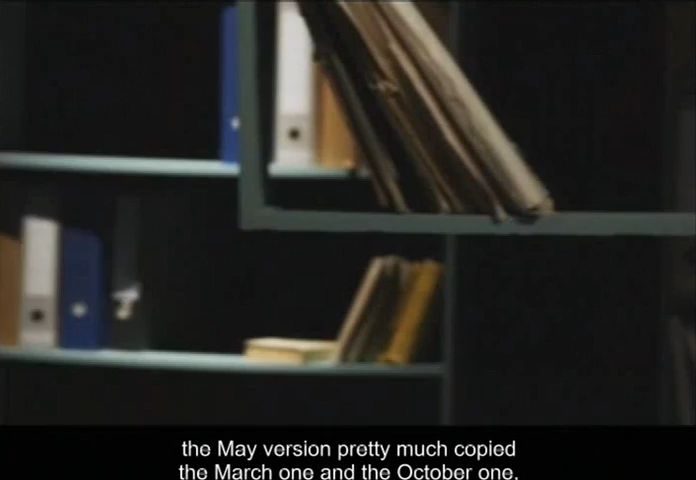 the May version pretty much copied
the March one and the October one,